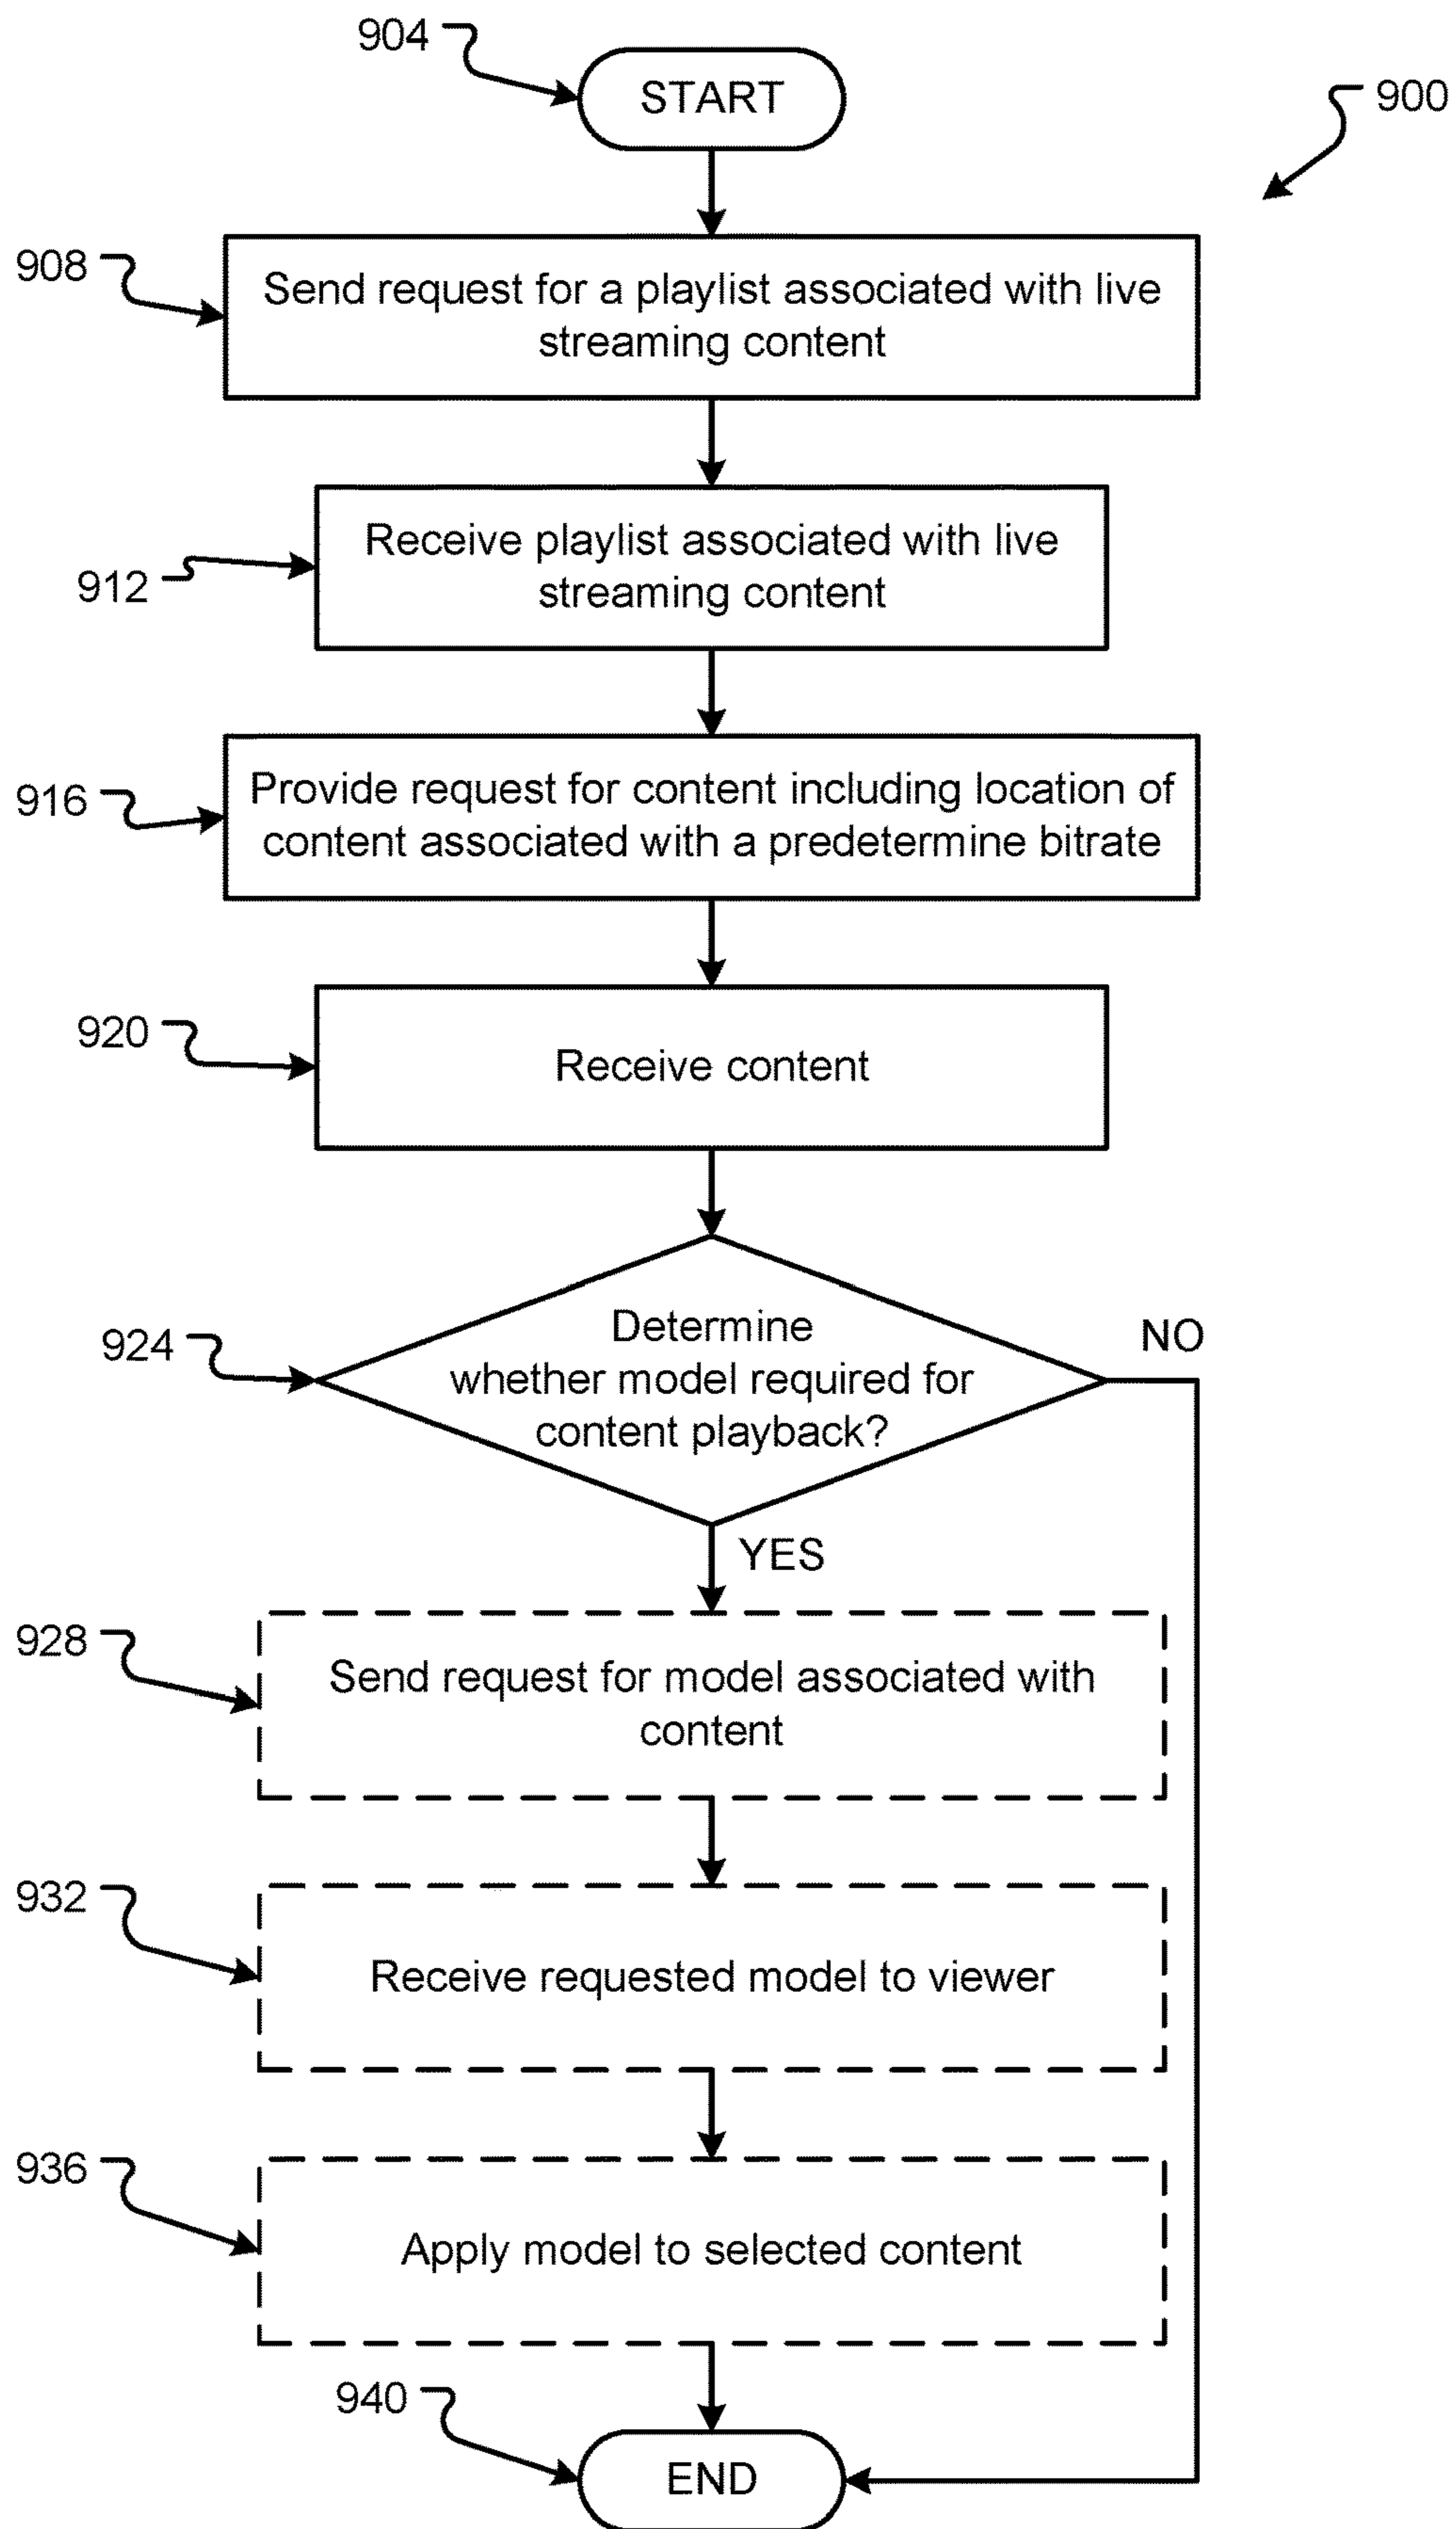 904
START
900
908
Send request for a playlist associated with live
streaming content
912
Receive playlist associated with live
streaming content
916
Provide request for content including location of
content associated with a predetermine bitrate
920
Receive content
924
Determine
whether model required for
content playback?
NO
YES
928
Send request for model associated with
content
932
Receive requested model to viewer
936
Apply model to selected content
940
END